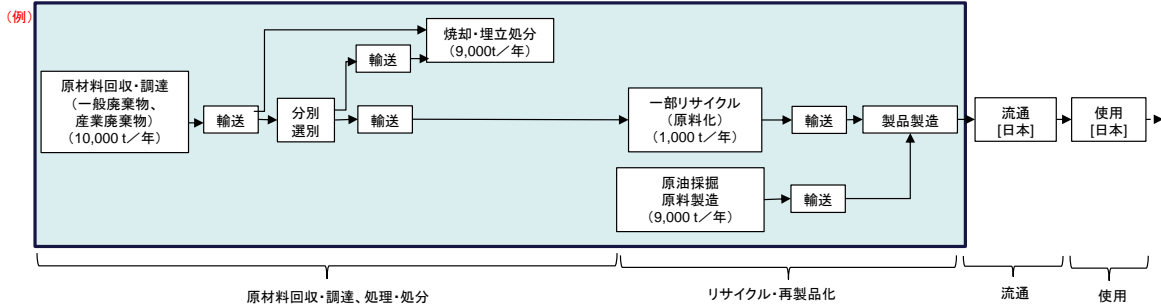 (例)
焼却・埋立処分
(9,000t/年)
輸送
原材料回収・調達
(一般廃棄物、
産業廃棄物)
(10,000 t/年)
輸送
分別
選別
輸送
一部リサイクル
(原料化)
(1,000 t/年)
輸送
製品製造
流通
[日本]
使用
[日本]
原油採掘
原料製造
(9,000 t/年)
輸送
原材料回収・調達、処理・処分
リサイクル・再製品化
流通
使用